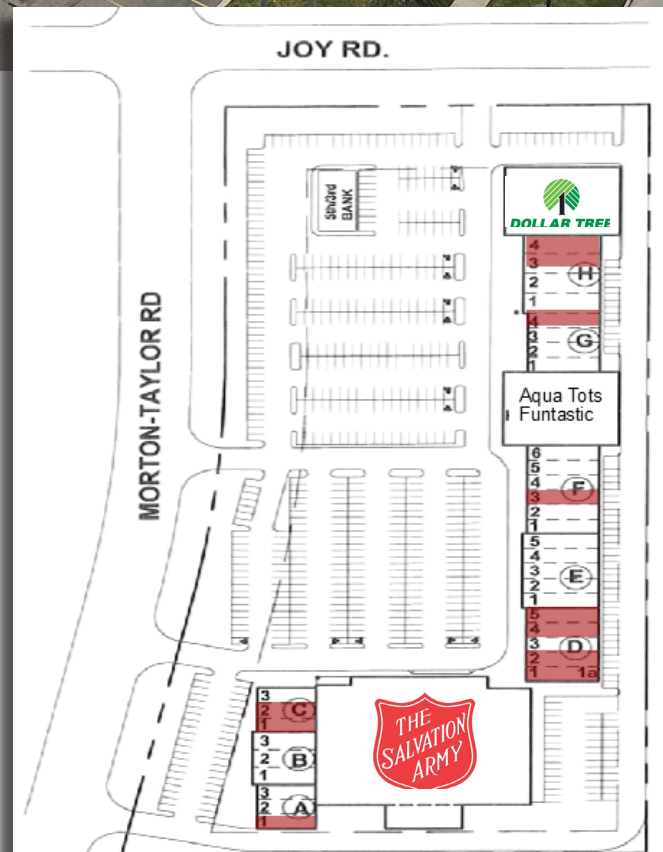 JOY RD.
MORTON-TAYLOR RD
5th/3rd
BANK
DOLLAR TREE
4
3
H
2
1
4
3
G
2
1
Aqua Tots
Funtastic
6
5
4
F
3
2
1
5
4
3
E
2
1
5
4
3
D
2
1
1a
3
2
C
1
3
2
B
1
3
2
A
1
THE
SALVATION
ARMY